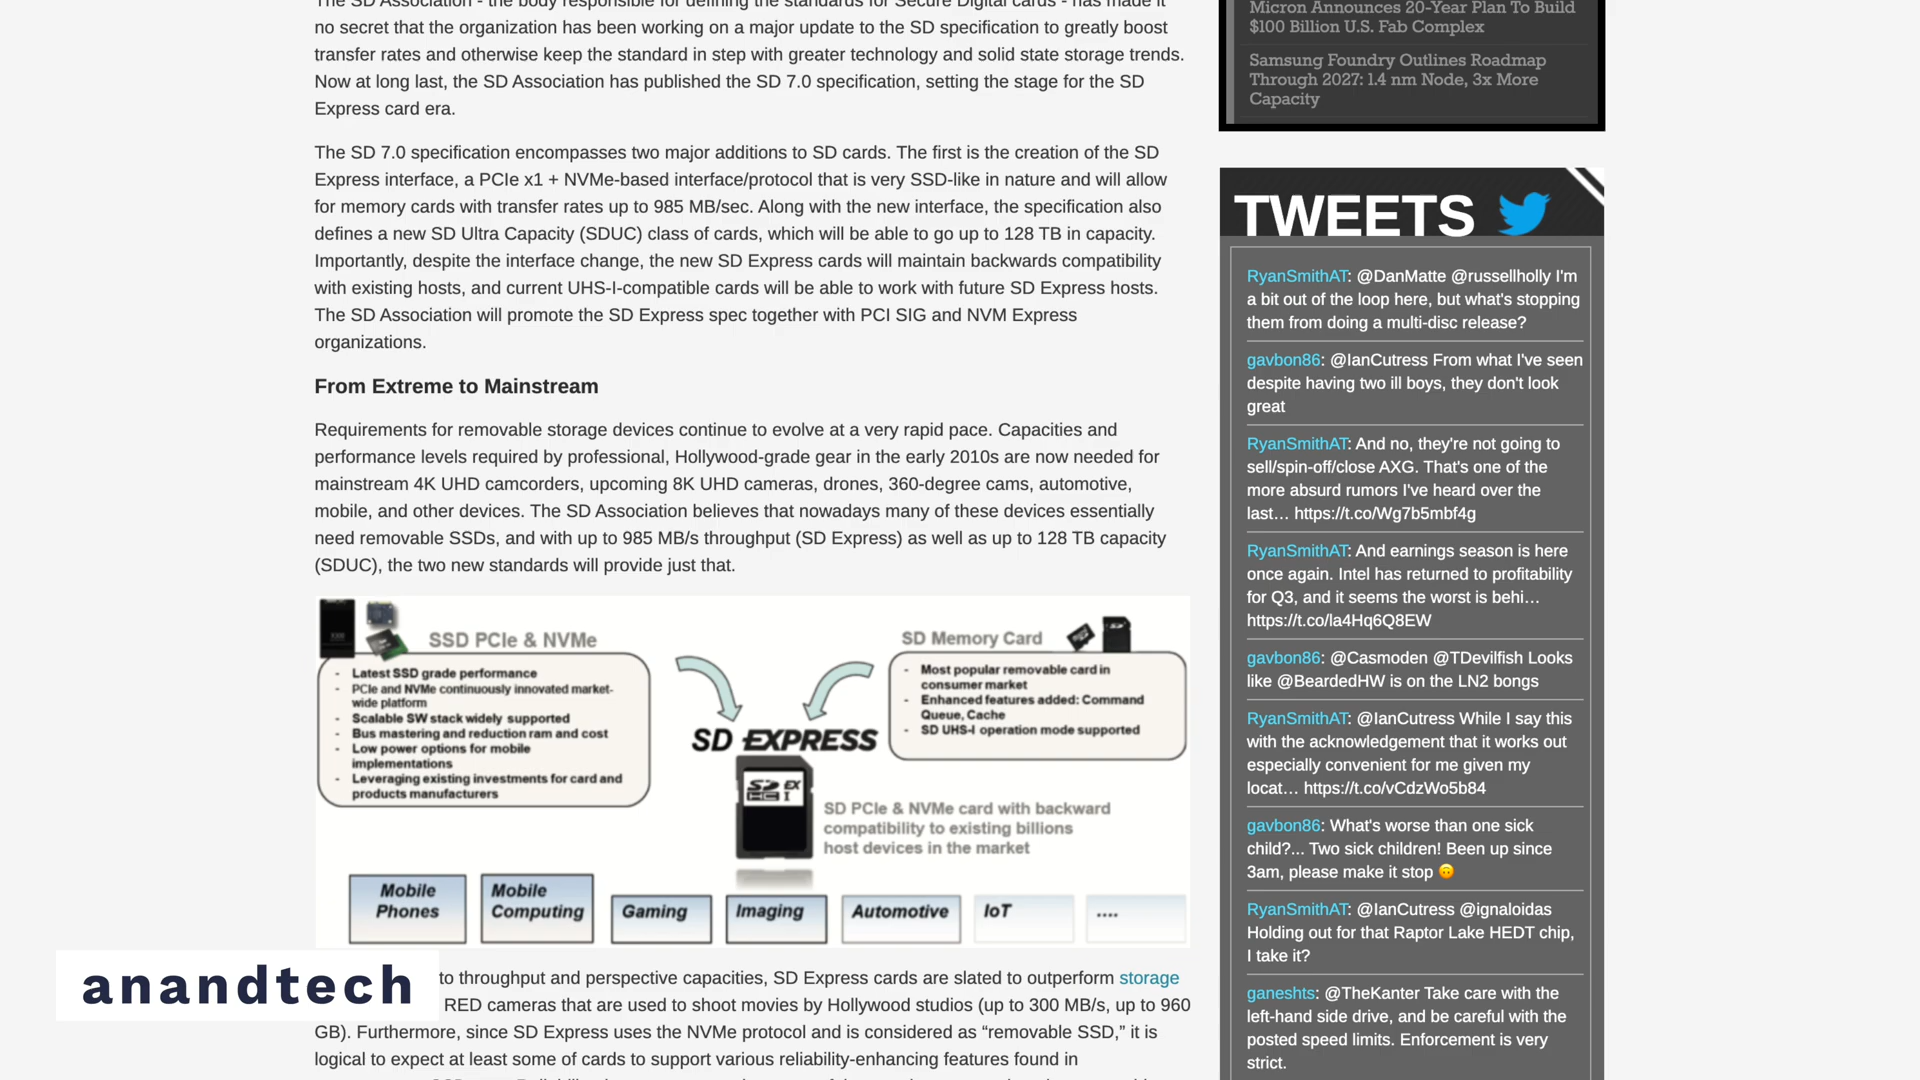 The SD Association - the body responsible for defining the standards for Secure Digital cards - has made it
no secret that the organization has been working on a major update to the SD specification to greatly boost
transfer rates and otherwise keep the standard in step with greater technology and solid state storage trends.
Now at long last, the SD Association has published the SD 7.0 specification, setting the stage for the SD
Express card era.
The SD 7.0 specification encompasses two major additions to SD cards. The first is the creation of the SD
Express interface, a PCIe x1 + NVMe-based interface/protocol that is very SSD-like in nature and will allow
for memory cards with transfer rates up to 985 MB/sec. Along with the new interface, the specification also
defines a new SD Ultra Capacity (SDUC) class of cards, which will be able to go up to 128 TB in capacity.
Importantly, despite the interface change, the new SD Express cards will maintain backwards compatibility
with existing hosts, and current UHS-I-compatible cards will be able to work with future SD Express hosts.
The SD Association will promote the SD Express spec together with PCI SIG and NVM Express
organizations.
From Extreme to Mainstream
Requirements for removable storage devices continue to evolve at a very rapid pace. Capacities and
performance levels required by professional, Hollywood-grade gear in the early 2010s are now needed for
mainstream 4K UHD camcorders, upcoming 8K UHD cameras, drones, 360-degree cams, automotive,
mobile, and other devices. The SD Association believes that nowadays many of these devices essentially
need removable SSDs, and with up to 985 MB/s throughput (SD Express) as well as up to 128 TB capacity
(SDUC), the two new standards will provide just that.
SSD PCIe & NVMe
- Latest SSD grade performance
- PCIe and NVMe continuously innovated market-
wide platform
- Scalable SW stack widely supported
- Bus mastering and reduction ram and cost
- Low power options for mobile
implementations
- Leveraging existing investments for card and
products manufacturers
SD Memory Card
- Most popular removable card in
consumer market
- Enhanced features added: Command
Queue, Cache
- SD UHS-I operation mode supported
SD EXPRESS
SD EX
HC I
SD PCIe & NVMe card with backward
compatibility to existing billions
host devices in the market
Mobile
Phones
Mobile
Computing
Gaming
Imaging
Automotive
IoT
....
to throughput and perspective capacities, SD Express cards are slated to outperform storage
RED cameras that are used to shoot movies by Hollywood studios (up to 300 MB/s, up to 960
GB). Furthermore, since SD Express uses the NVMe protocol and is considered as “removable SSD,” it is
logical to expect at least some of cards to support various reliability-enhancing features found in
anandtech
Micron Announces 20-Year Plan To Build
$100 Billion U.S. Fab Complex
Samsung Foundry Outlines Roadmap
Through 2027: 1.4 nm Node, 3x More
Capacity
TWEETS
RyanSmithAT: @DanMatte @russellholly I'm
a bit out of the loop here, but what's stopping
them from doing a multi-disc release?
gavbon86: @IanCutress From what I've seen
despite having two ill boys, they don't look
great
RyanSmithAT: And no, they're not going to
sell/spin-off/close AXG. That's one of the
more absurd rumors I've heard over the
last… https://t.co/Wg7b5mbf4g
RyanSmithAT: And earnings season is here
once again. Intel has returned to profitability
for Q3, and it seems the worst is behi…
https://t.co/la4Hq6Q8EW
gavbon86: @Casmoden @TDevilfish Looks
like @BeardedHW is on the LN2 bongs
RyanSmithAT: @IanCutress While I say this
with the acknowledgement that it works out
especially convenient for me given my
locat… https://t.co/vCdzWo5b84
gavbon86: What's worse than one sick
child?... Two sick children! Been up since
3am, please make it stop 🙃
RyanSmithAT: @IanCutress @ignaloidas
Holding out for that Raptor Lake HEDT chip,
I take it?
ganeshts: @TheKanter Take care with the
left-hand side drive, and be careful with the
posted speed limits. Enforcement is very
strict.